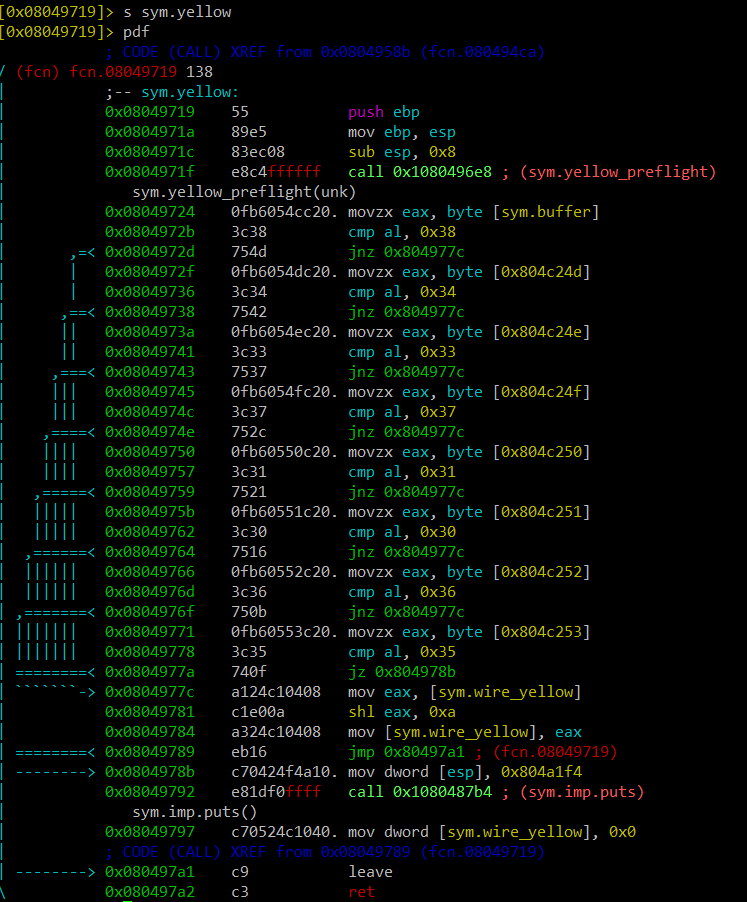 [0x08049719]> s sym.yellow
[0x08049719]> pdf
            ; CODE (CALL) XREF from 0x0804958b (fcn.080494ca)
/ (fcn) fcn.08049719 138
|           ;-- sym.yellow:
|           0x08049719    55             push ebp
|           0x0804971a    89e5           mov ebp, esp
|           0x0804971c    83ec08         sub esp, 0x8
|           0x0804971f    e8c4ffffff     call 0x1080496e8 ; (sym.yellow_preflight)
|              sym.yellow_preflight(unk)
|           0x08049724    0fb6054cc20.   movzx eax, byte [sym.buffer]
|           0x0804972b    3c38           cmp al, 0x38
|       ,=< 0x0804972d    754d           jnz 0x804977c
|       |   0x0804972f    0fb6054dc20.   movzx eax, byte [0x804c24d]
|       |   0x08049736    3c34           cmp al, 0x34
|      ,==< 0x08049738    7542           jnz 0x804977c
|      ||   0x0804973a    0fb6054ec20.   movzx eax, byte [0x804c24e]
|      ||   0x08049741    3c33           cmp al, 0x33
|     ,===< 0x08049743    7537           jnz 0x804977c
|     |||   0x08049745    0fb6054fc20.   movzx eax, byte [0x804c24f]
|     |||   0x0804974c    3c37           cmp al, 0x37
|    ,====< 0x0804974e    752c           jnz 0x804977c
|    ||||   0x08049750    0fb60550c20.   movzx eax, byte [0x804c250]
|    ||||   0x08049757    3c31           cmp al, 0x31
|   ,=====< 0x08049759    7521           jnz 0x804977c
|   |||||   0x0804975b    0fb60551c20.   movzx eax, byte [0x804c251]
|   |||||   0x08049762    3c30           cmp al, 0x30
|  ,======< 0x08049764    7516           jnz 0x804977c
|  ||||||   0x08049766    0fb60552c20.   movzx eax, byte [0x804c252]
|  ||||||   0x0804976d    3c36           cmp al, 0x36
| ,=======< 0x0804976f    750b           jnz 0x804977c
| |||||||   0x08049771    0fb60553c20.   movzx eax, byte [0x804c253]
| |||||||   0x08049778    3c35           cmp al, 0x35
| ========< 0x0804977a    740f           jz 0x804978b
| ```````-> 0x0804977c    a124c10408     mov eax, [sym.wire_yellow]
|           0x08049781    c1e00a         shl eax, 0xa
|           0x08049784    a324c10408     mov [sym.wire_yellow], eax
| ========< 0x08049789    eb16           jmp 0x80497a1 ; (fcn.08049719)
| --------> 0x0804978b    c70424f4a10.   mov dword [esp], 0x804a1f4
|           0x08049792    e81df0ffff     call 0x1080487b4 ; (sym.imp.puts)
|              sym.imp.puts()
|           0x08049797    c70524c1040.   mov dword [sym.wire_yellow], 0x0
|           ; CODE (CALL) XREF from 0x08049789 (fcn.08049719)
| --------> 0x080497a1    c9             leave
\           0x080497a2    c3             ret